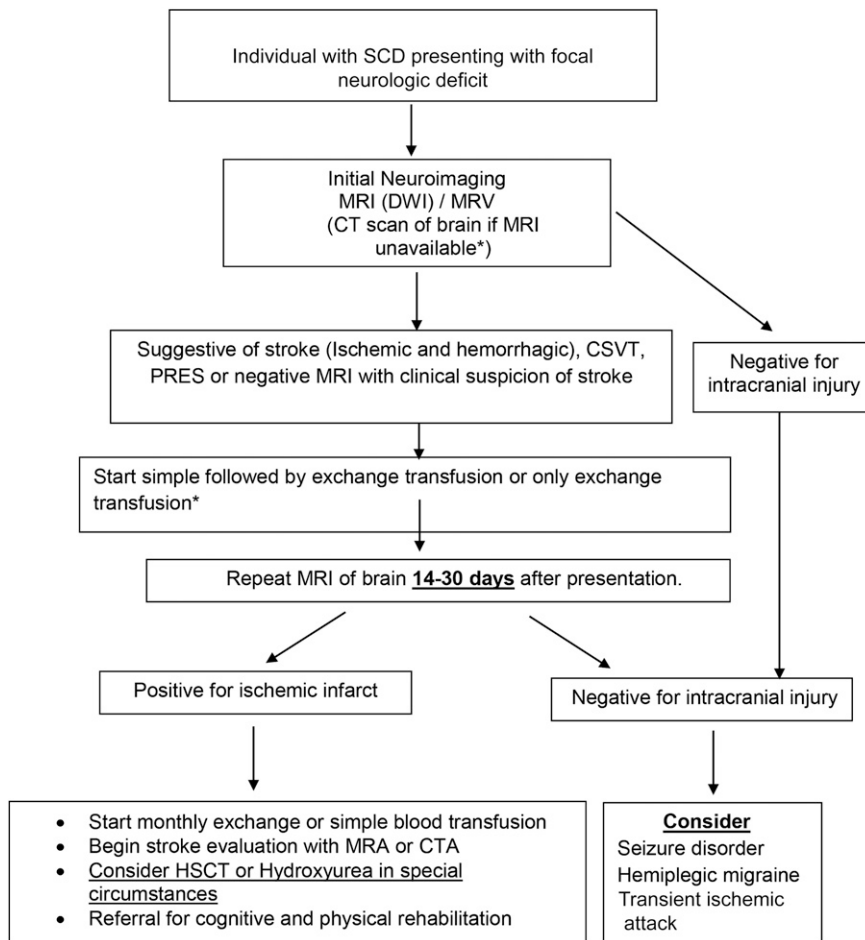 Individual with SCD presenting with focal
neurologic deficit
Initial Neuroimaging
MRI (DWI) / MRV
(CT scan of brain if MRI
unavailable*)
Suggestive of stroke (Ischemic and hemorrhagic), CSVT,
PRES or negative MRI with clinical suspicion of stroke
Negative for
intracranial injury
Start simple followed by exchange transfusion or only exchange
transfusion*
Repeat MRI of brain 14-30 days after presentation.
Positive for ischemic infarct
Negative for intracranial injury
• Start monthly exchange or simple blood transfusion
• Begin stroke evaluation with MRA or CTA
• Consider HSCT or Hydroxyurea in special
circumstances
• Referral for cognitive and physical rehabilitation
Consider
Seizure disorder
Hemiplegic migraine
Transient ischemic
attack